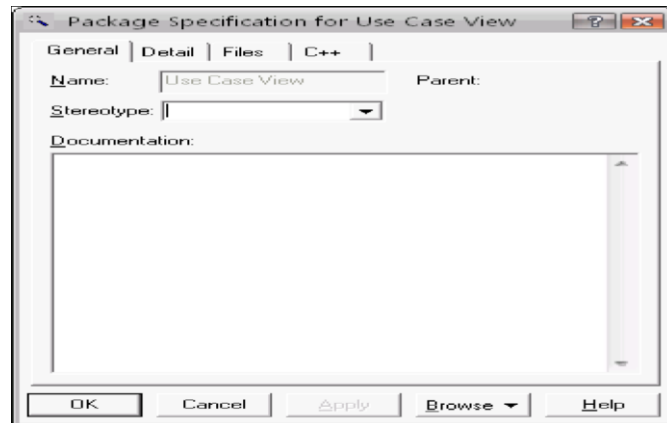 Package Specification for Use Case View
General Detail Files C++
Name: Use Case View Parent:
Stereotype:
Documentation:
OK Cancel Apply Browse Help